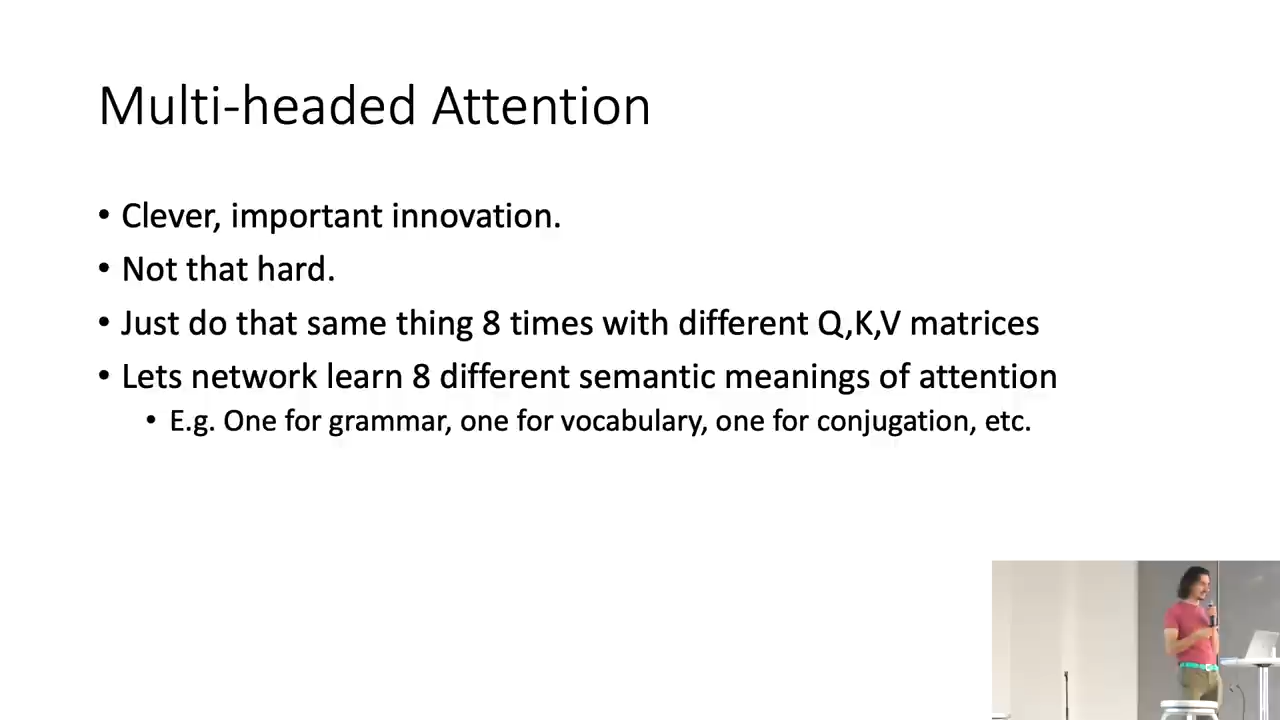 Multi-headed Attention
• Clever, important innovation.
• Not that hard.
• Just do that same thing 8 times with different Q,K,V matrices
• Lets network learn 8 different semantic meanings of attention
• E.g. One for grammar, one for vocabulary, one for conjugation, etc.